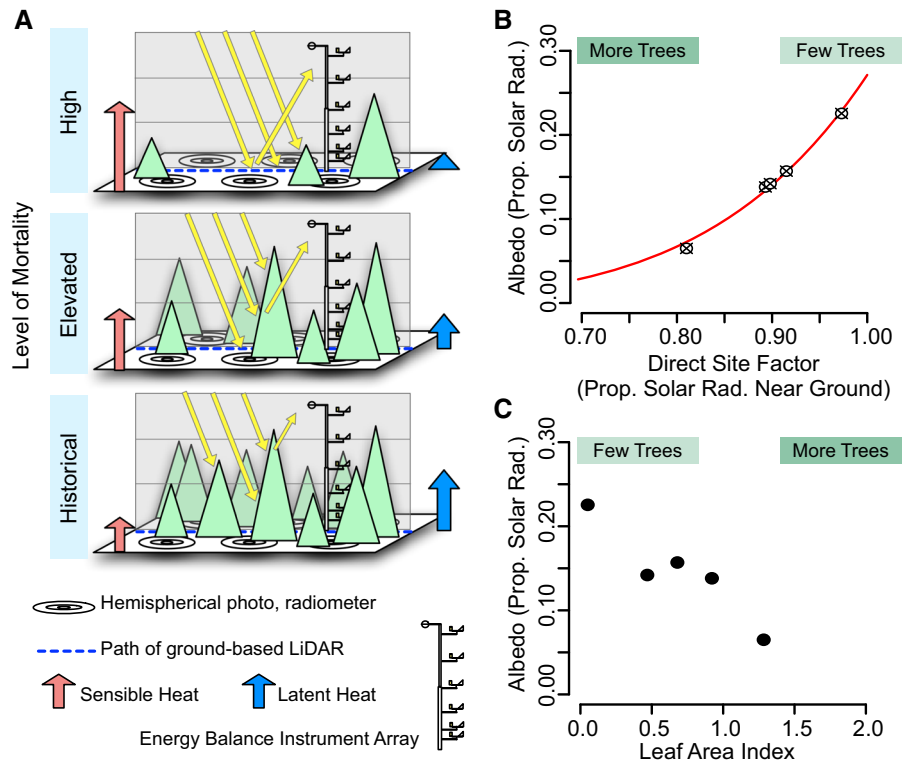 A
Level of Mortality
High
Elevated
Historical
Hemispherical photo, radiometer
Path of ground-based LiDAR
Sensible Heat
Latent Heat
Energy Balance Instrument Array
B
More Trees
Few Trees
Albedo (Prop. Solar Rad.)
0.30
0.20
0.10
0.00
0.70
0.80
0.90
1.00
Direct Site Factor
(Prop. Solar Rad. Near Ground)
C
Few Trees
More Trees
Albedo (Prop. Solar Rad.)
0.30
0.20
0.10
0.00
0.0
0.5
1.0
1.5
2.0
Leaf Area Index